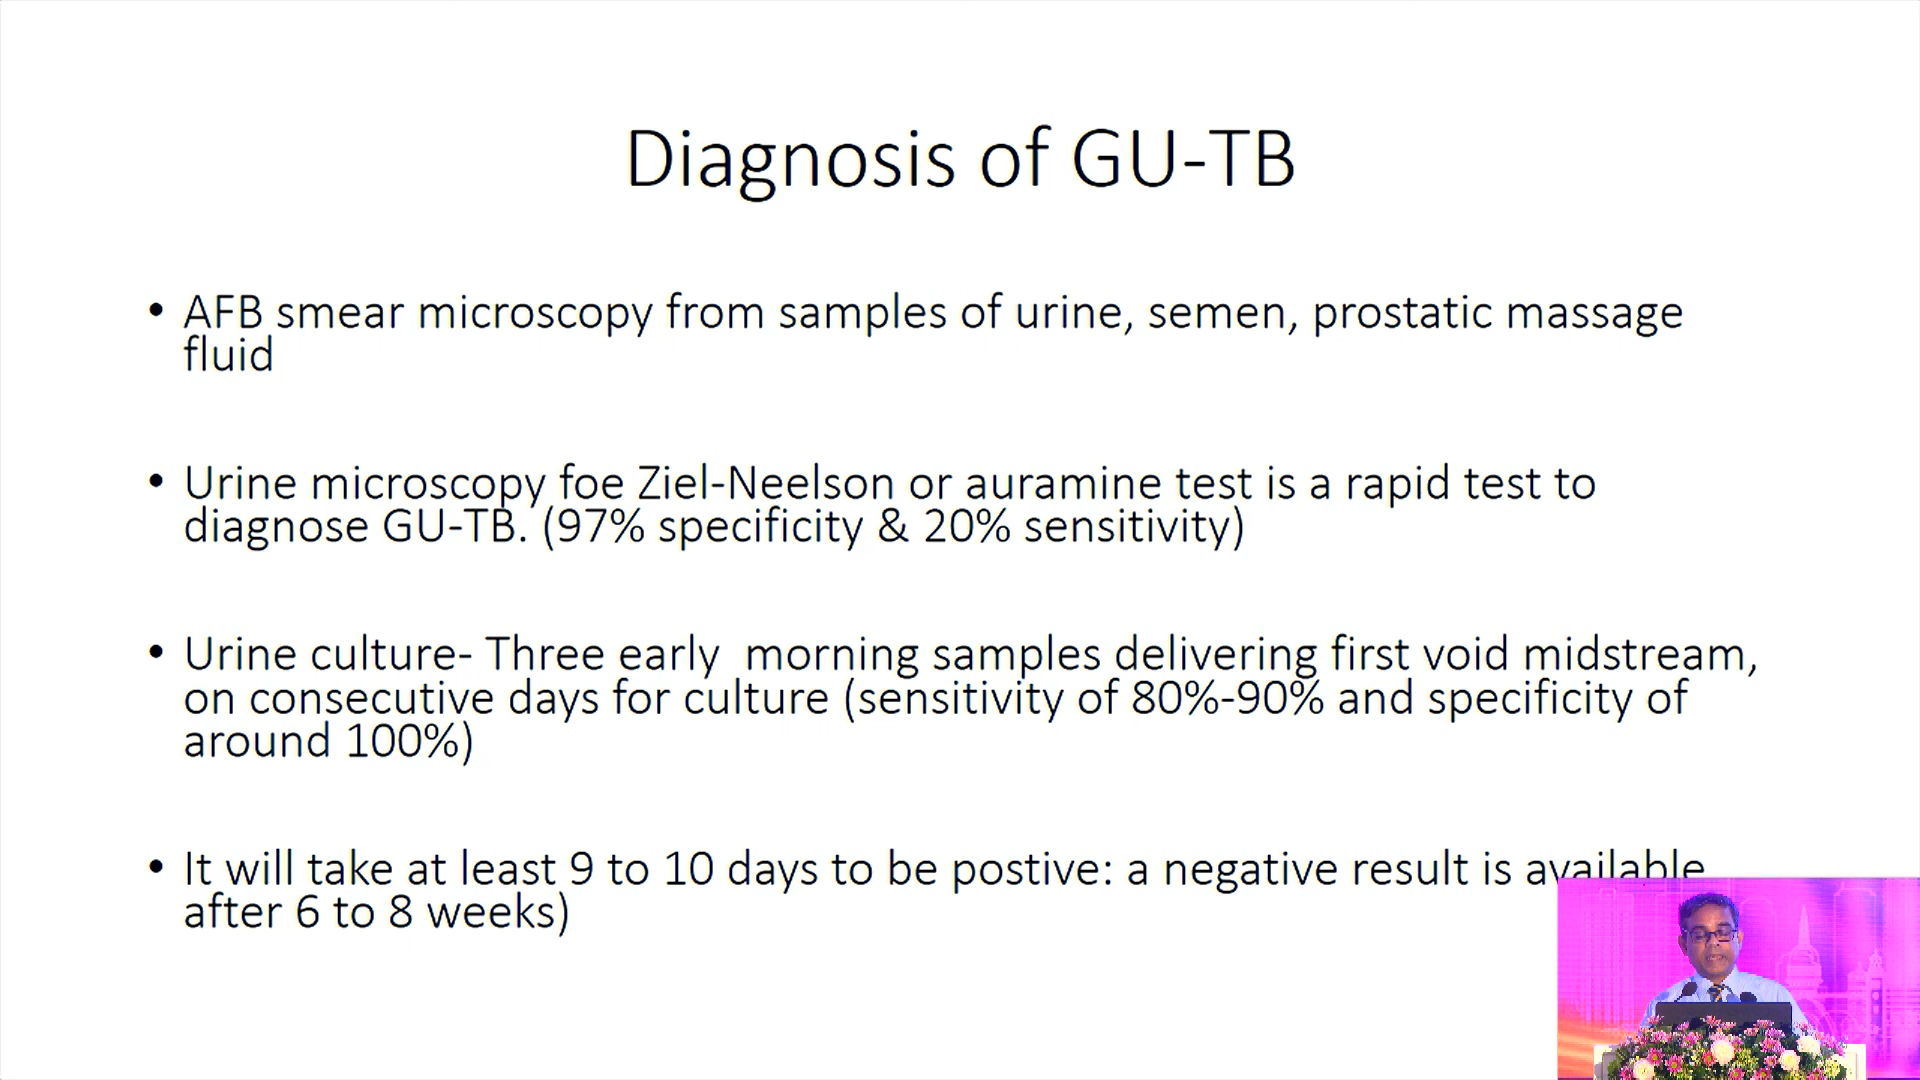 Diagnosis of GU-TB
• AFB smear microscopy from samples of urine, semen, prostatic massage
fluid
• Urine microscopy foe Ziel-Neelson or auramine test is a rapid test to
diagnose GU-TB. (97% specificity & 20% sensitivity)
• Urine culture- Three early  morning samples delivering first void midstream,
on consecutive days for culture (sensitivity of 80%-90% and specificity of
around 100%)
• It will take at least 9 to 10 days to be postive: a negative result is available
after 6 to 8 weeks)